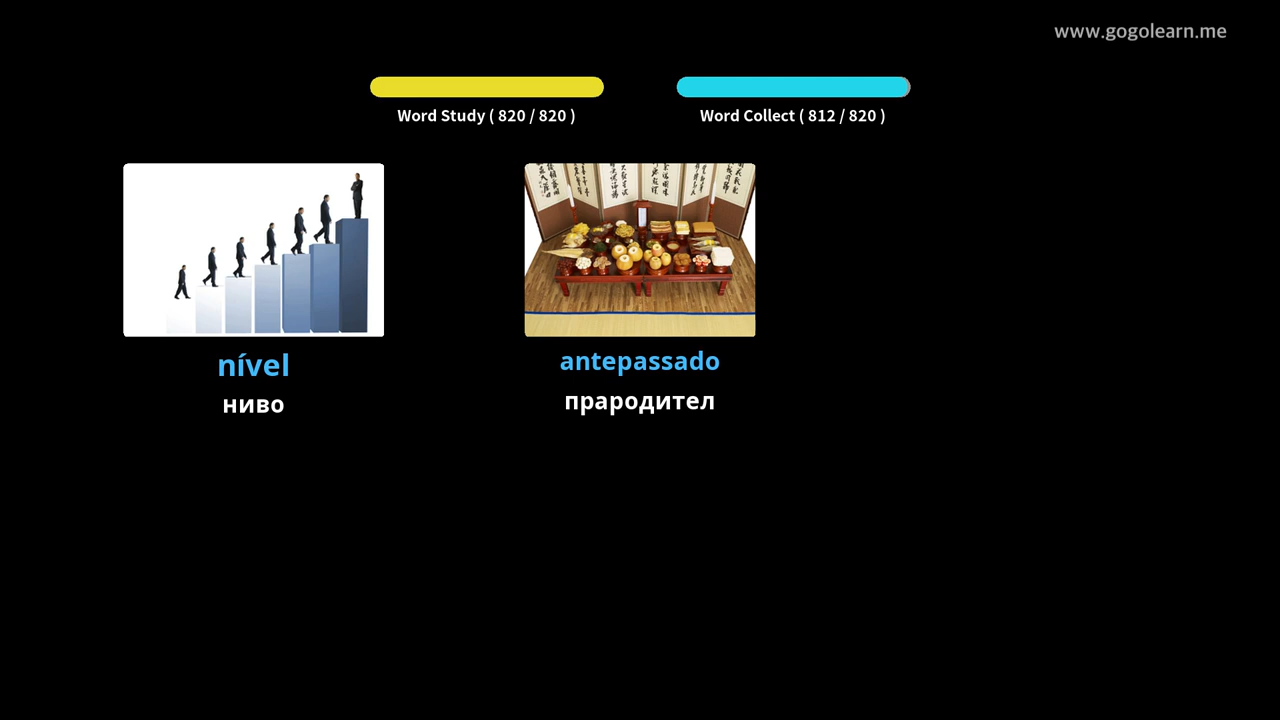 www.gogolearn.me
Word Study ( 820 / 820 )
Word Collect ( 812 / 820 )
nível
ниво
antepassado
прародител